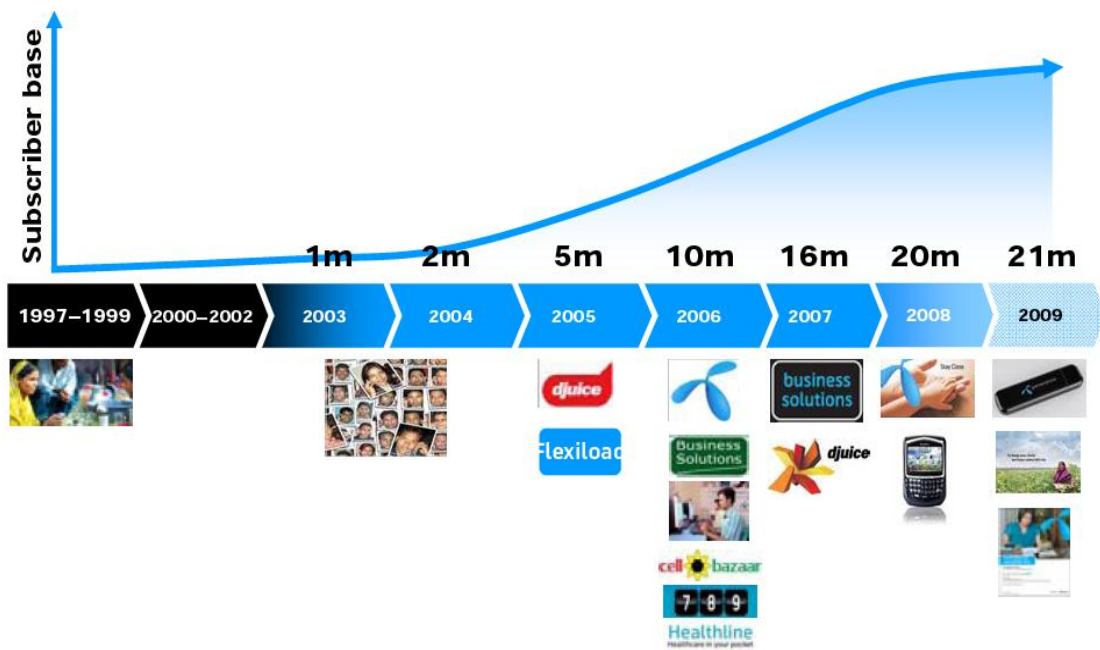 Subscriber base
1m 2m 5m 10m 16m 20m 21m
1997–1999 2000–2002 2003 2004 2005 2006 2007 2008 2009
djuice
Flexiload
Business
Solutions
cell bazaar
7 8 9
Healthline
Healthcare in your pocket
business
solutions
djuice
Stay Close